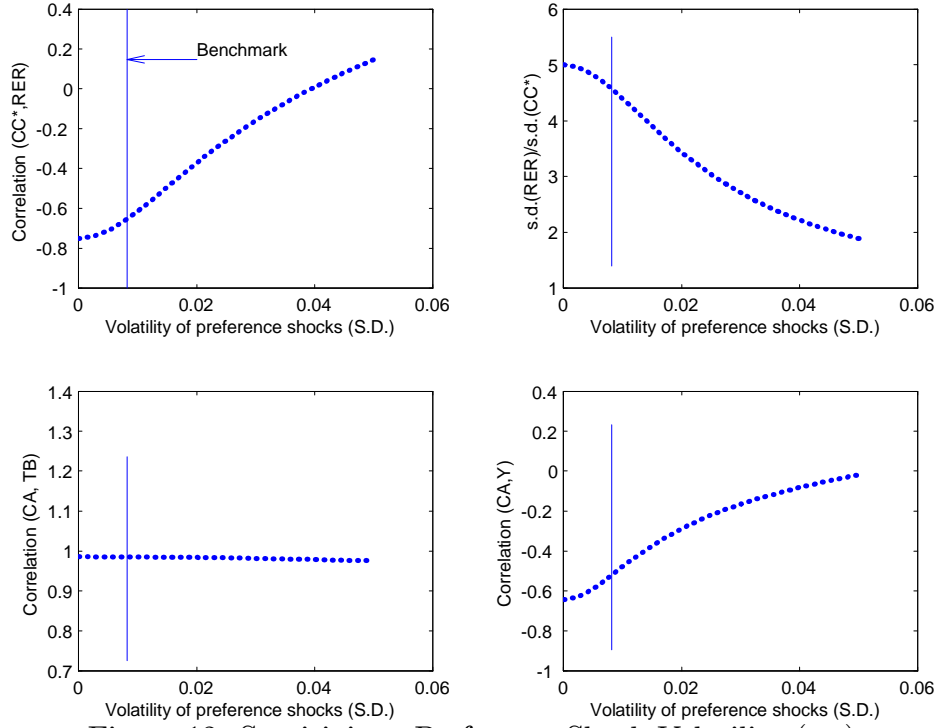 0.4
0.2
0
-0.2
-0.4
-0.6
-0.8
-1
Correlation (CC*,RER)
Benchmark
0 0.02 0.04 0.06
Volatility of preference shocks (S.D.)
6
5
4
3
2
1
s.d.(RER)/s.d.(CC*)
0 0.02 0.04 0.06
Volatility of preference shocks (S.D.)
1.4
1.3
1.2
1.1
1
0.9
0.8
0.7
Correlation (CA, TB)
0 0.02 0.04 0.06
Volatility of preference shocks (S.D.)
0.4
0.2
0
-0.2
-0.4
-0.6
-0.8
-1
Correlation (CA,Y)
0 0.02 0.04 0.06
Volatility of preference shocks (S.D.)